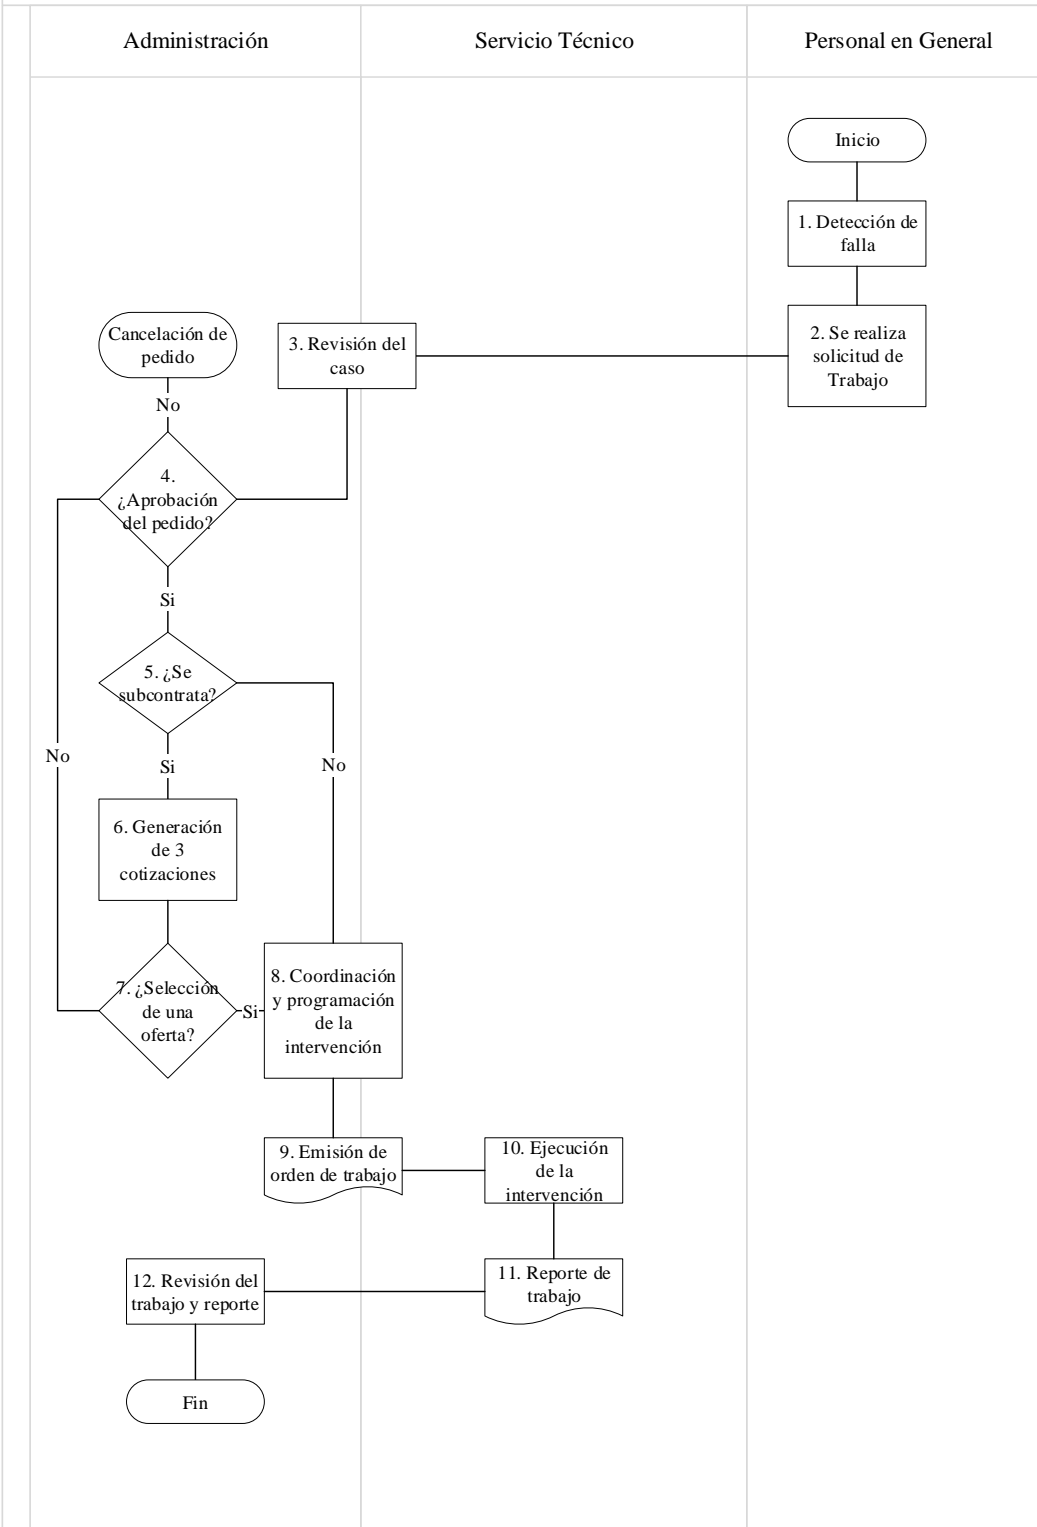 Administración
Servicio Técnico
Personal en General
Inicio
1. Detección de
falla
2. Se realiza
solicitud de
Trabajo
3. Revisión del
caso
Cancelación de
pedido
No
4.
¿Aprobación
del pedido?
Si
5. ¿Se
subcontrata?
No
Si
No
6. Generación
de 3
cotizaciones
7. ¿Selección
de una
oferta?
Si
8. Coordinación
y programación
de la
intervención
9. Emisión de
orden de trabajo
10. Ejecución
de la
intervención
11. Reporte de
trabajo
12. Revisión del
trabajo y reporte
Fin